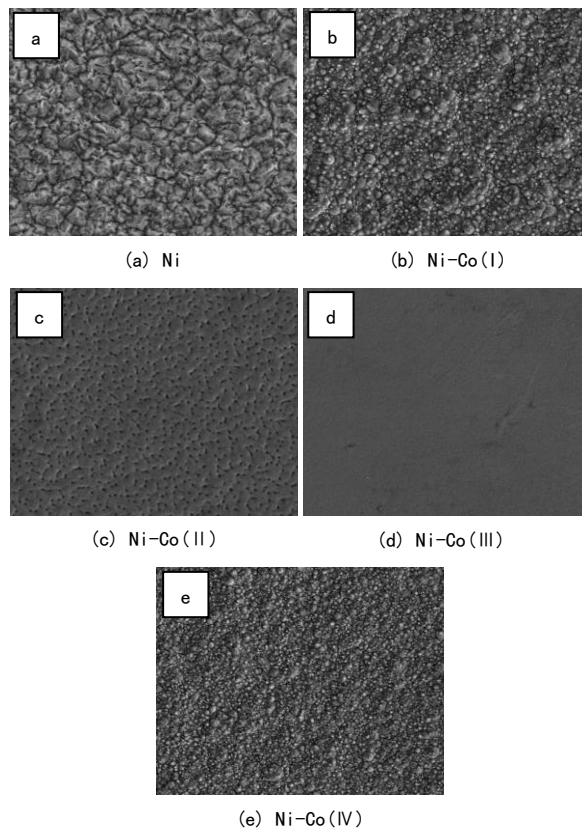 a
b
(a) Ni
(b) Ni-Co(Ⅰ)
c
d
(c) Ni-Co(Ⅱ)
(d) Ni-Co(Ⅲ)
e
(e) Ni-Co(Ⅳ)